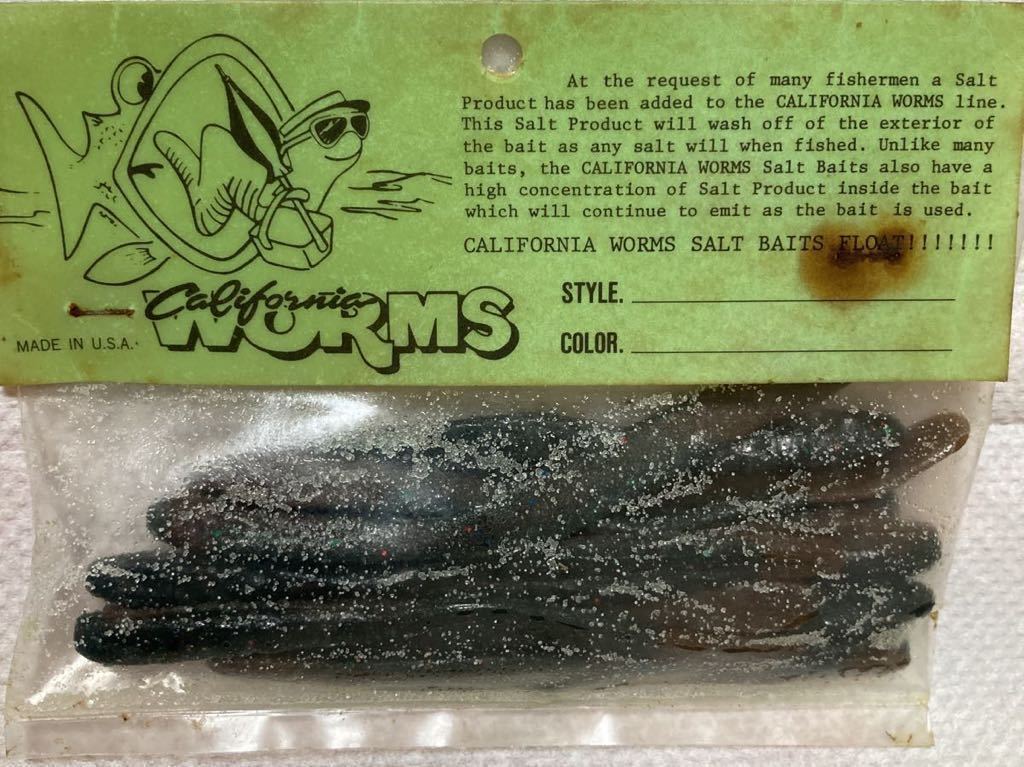 At the request of many fishermen a Salt
Product has been added to the CALIFORNIA WORMS line.
This Salt Product will wash off of the exterior of
the bait as any salt will when fished. Unlike many
baits, the CALIFORNIA WORMS Salt Baits also have a
high concentration of Salt Product inside the bait
which will continue to emit as the bait is used.
CALIFORNIA WORMS SALT BAITS FLOAT!!!!!!!
STYLE.
COLOR.
California
WORMS
MADE IN U.S.A.